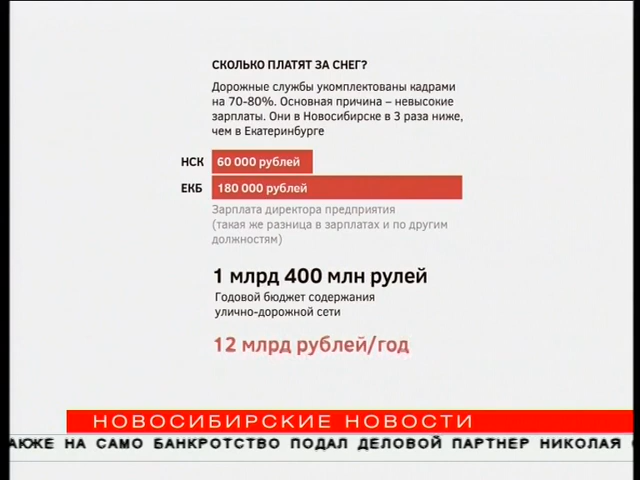 СКОЛЬКО ПЛАТЯТ ЗА СНЕГ?
Дорожные службы укомплектованы кадрами
на 70-80%. Основная причина – невысокие
зарплаты. Они в Новосибирске в 3 раза ниже,
чем в Екатеринбурге
НСК 60 000 рублей
ЕКБ 180 000 рублей
Зарплата директора предприятия
(такая же разница в зарплатах и по другим
должностям)
1 млрд 400 млн рулей
Годовой бюджет содержания
улично-дорожной сети
12 млрд рублей/год
НОВОСИБИРСКИЕ НОВОСТИ
АКЖЕ НА САМО БАНКРОТСТВО ПОДАЛ ДЕЛОВОЙ ПАРТНЕР НИКОЛАЯ